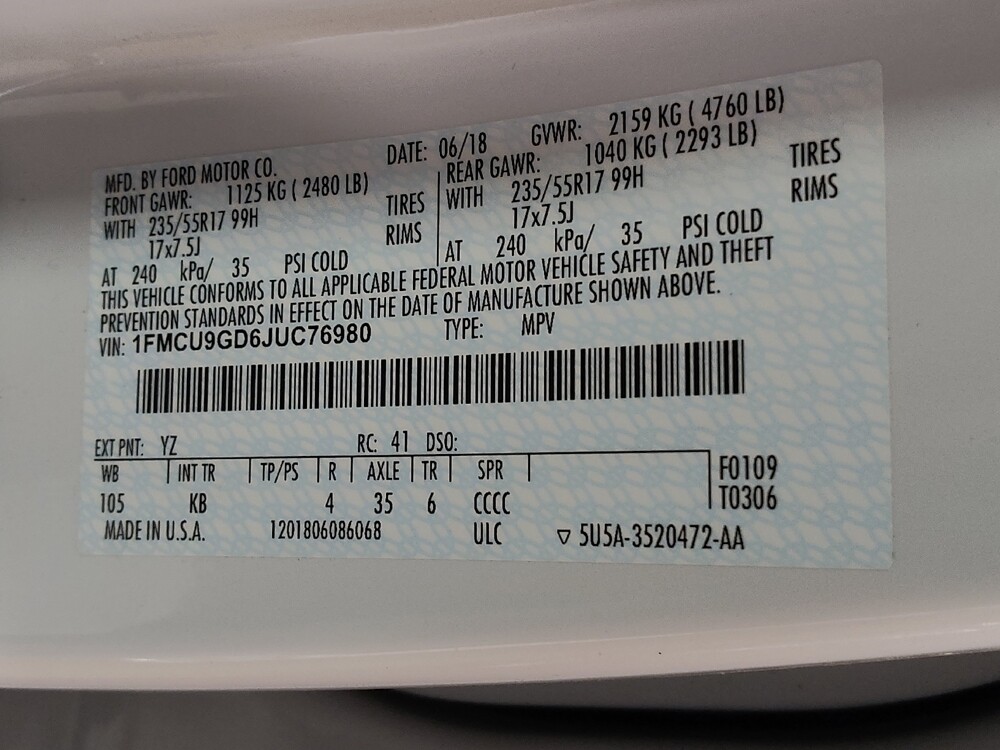 MFD. BY FORD MOTOR CO. DATE: 06/18 GVWR: 2159 KG ( 4760 LB)
FRONT GAWR: 1125 KG ( 2480 LB) REAR GAWR: 1040 KG ( 2293 LB)
WITH 235/55R17 99H TIRES WITH 235/55R17 99H TIRES
17x7.5J RIMS 17x7.5J RIMS
AT 240 kPa/ 35 PSI COLD AT 240 kPa/ 35 PSI COLD
THIS VEHICLE CONFORMS TO ALL APPLICABLE FEDERAL MOTOR VEHICLE SAFETY AND THEFT
PREVENTION STANDARDS IN EFFECT ON THE DATE OF MANUFACTURE SHOWN ABOVE.
VIN: 1FMCU9GD6JUC76980 TYPE: MPV
EXT PNT: YZ RC: 41 DSO:
WB INT TR TP/PS R AXLE TR SPR F0109
105 KB 4 35 6 CCCC T0306
MADE IN U.S.A. 1201806086068 ULC ▽ 5U5A-3520472-AA